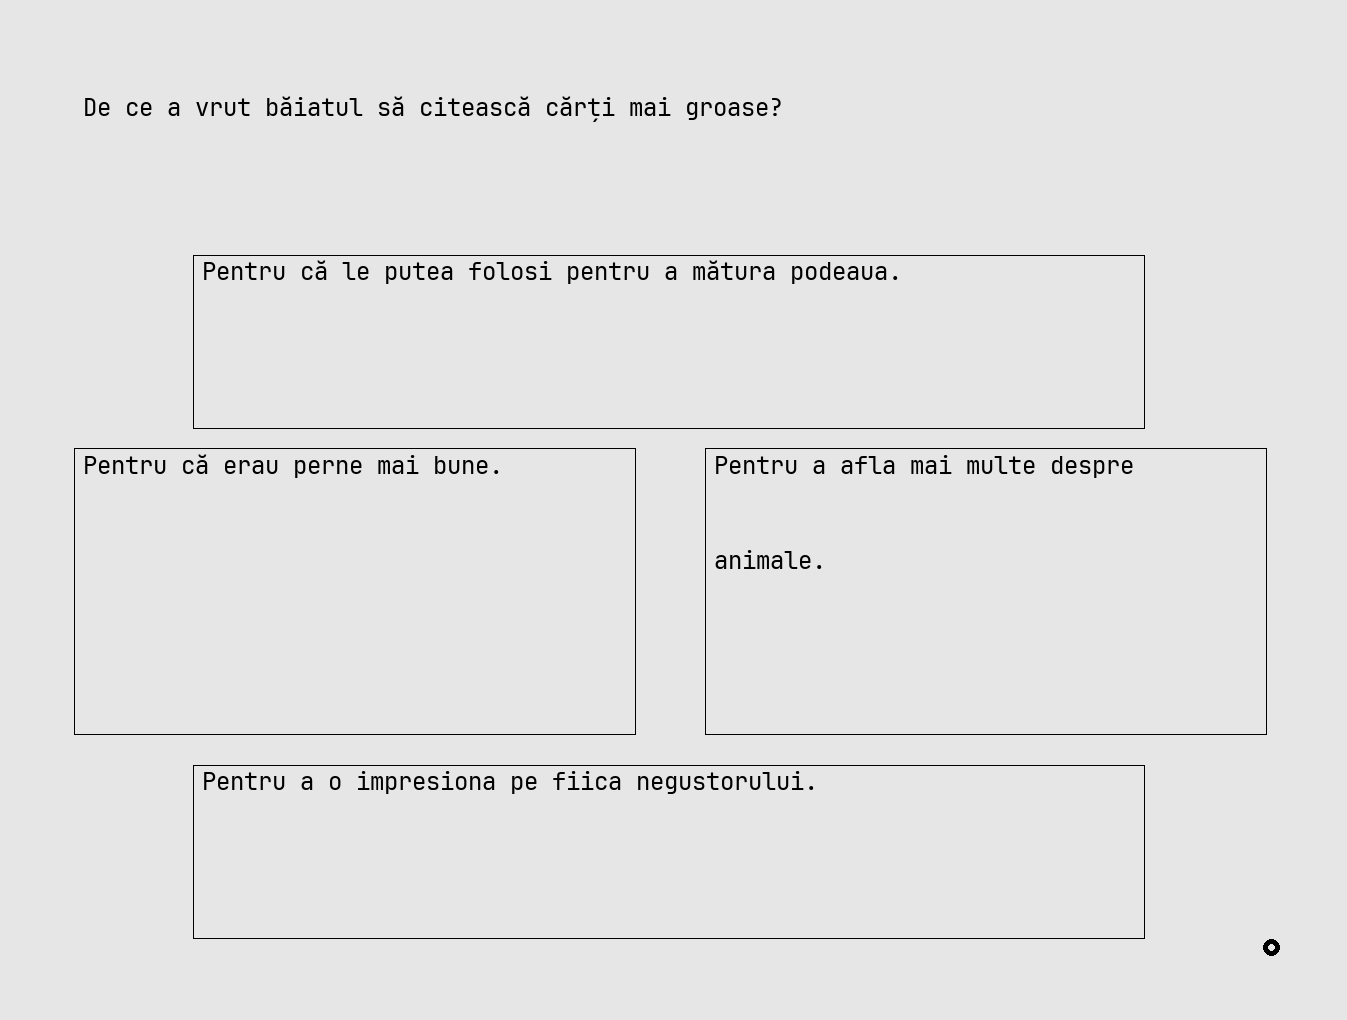 De ce a vrut băiatul să citească cărți mai groase?
Pentru că le putea folosi pentru a mătura podeaua.
Pentru că erau perne mai bune.
Pentru a afla mai multe despre
animale.
Pentru a o impresiona pe fiica negustorului.